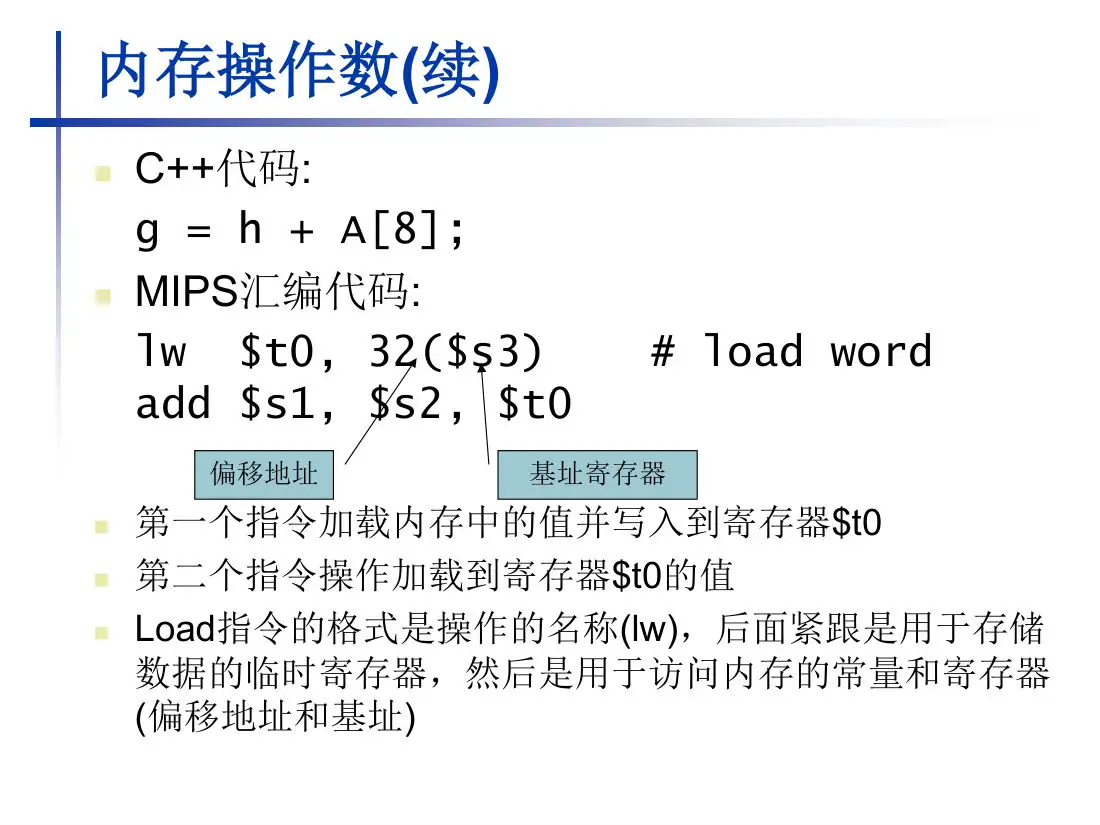 内存操作数(续)
C++代码:
g = h + A[8];
MIPS汇编代码:
lw  $t0, 32($s3)    # load word
add $s1, $s2, $t0
偏移地址
基址寄存器
第一个指令加载内存中的值并写入到寄存器$t0
第二个指令操作加载到寄存器$t0的值
Load指令的格式是操作的名称(lw)，后面紧跟是用于存储
数据的临时寄存器，然后是用于访问内存的常量和寄存器
(偏移地址和基址)